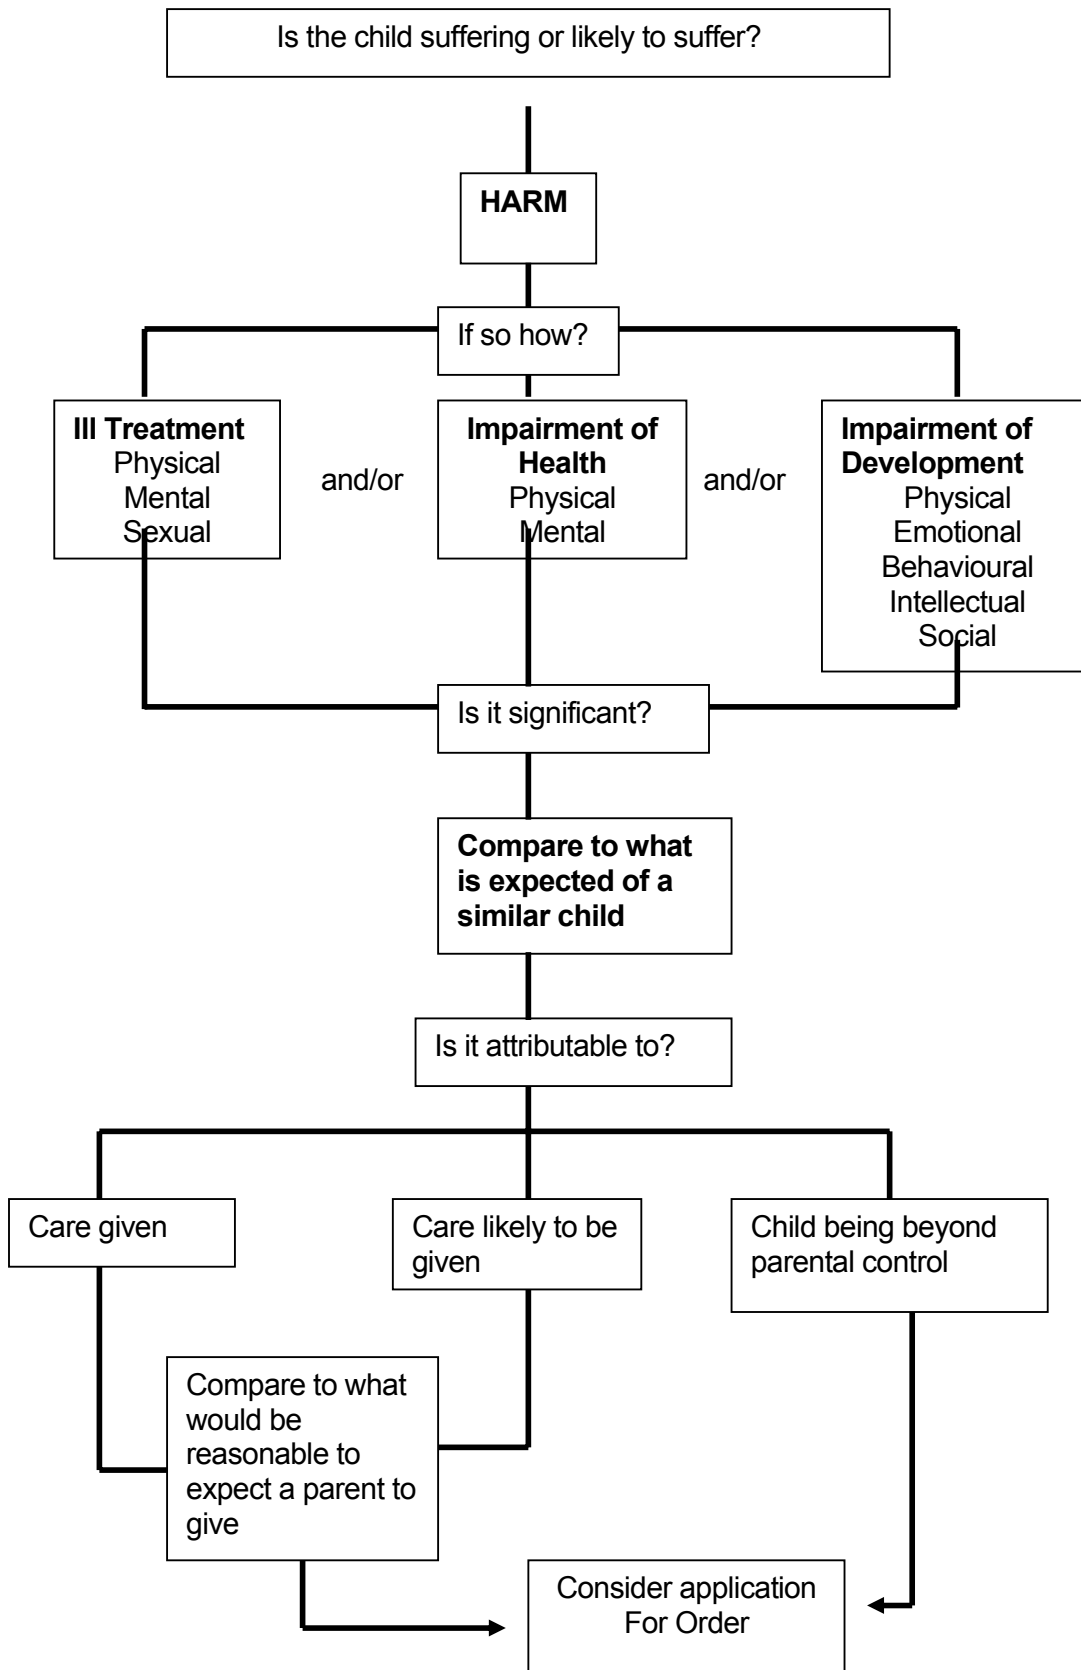 Is the child suffering or likely to suffer?
HARM
If so how?
Ill Treatment
Physical
Mental
Sexual
and/or
Impairment of
Health
Physical
Mental
and/or
Impairment of
Development
Physical
Emotional
Behavioural
Intellectual
Social
Is it significant?
Compare to what
is expected of a
similar child
Is it attributable to?
Care given
Care likely to be
given
Child being beyond
parental control
Compare to what
would be
reasonable to
expect a parent to
give
Consider application
For Order